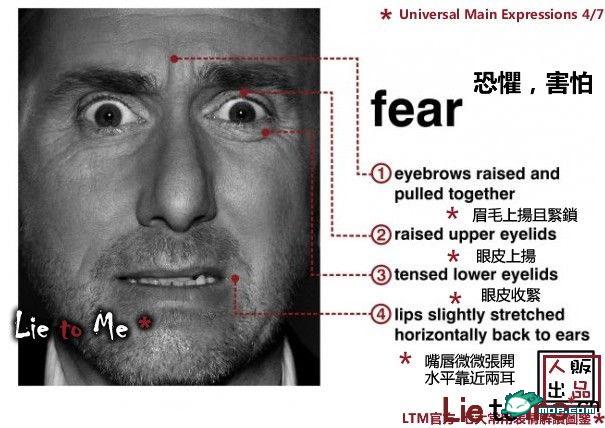 * Universal Main Expressions 4/7
fear
恐懼，害怕
1 eyebrows raised and
pulled together
* 眉毛上揚且緊鎖
2 raised upper eyelids
* 眼皮上揚
3 tensed lower eyelids
* 眼皮收緊
4 lips slightly stretched
horizontally back to ears
* 嘴唇微微張開
水平靠近兩耳
Lie to Me *
人販
出品
Lie to
mop.com
LTM官方